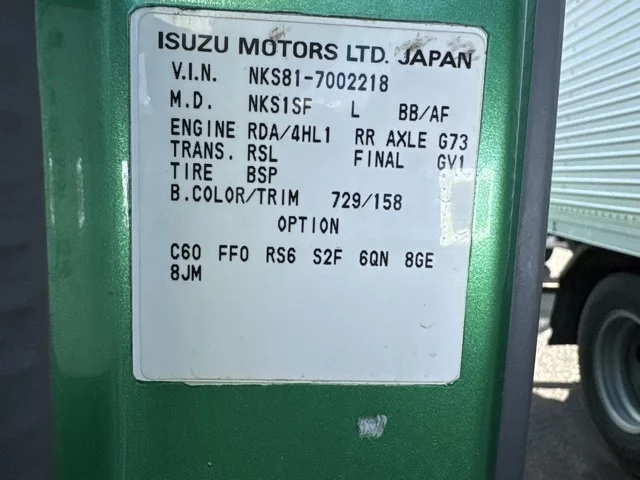 ISUZU MOTORS LTD. JAPAN
V.I.N. NKS81-7002218
M.D. NKS1SF L BB/AF
ENGINE RDA/4HL1 RR AXLE G73
TRANS. RSL FINAL GV1
TIRE BSP
B.COLOR/TRIM 729/158
OPTION
C60 FFO RS6 S2F 6QN 8GE
8JM